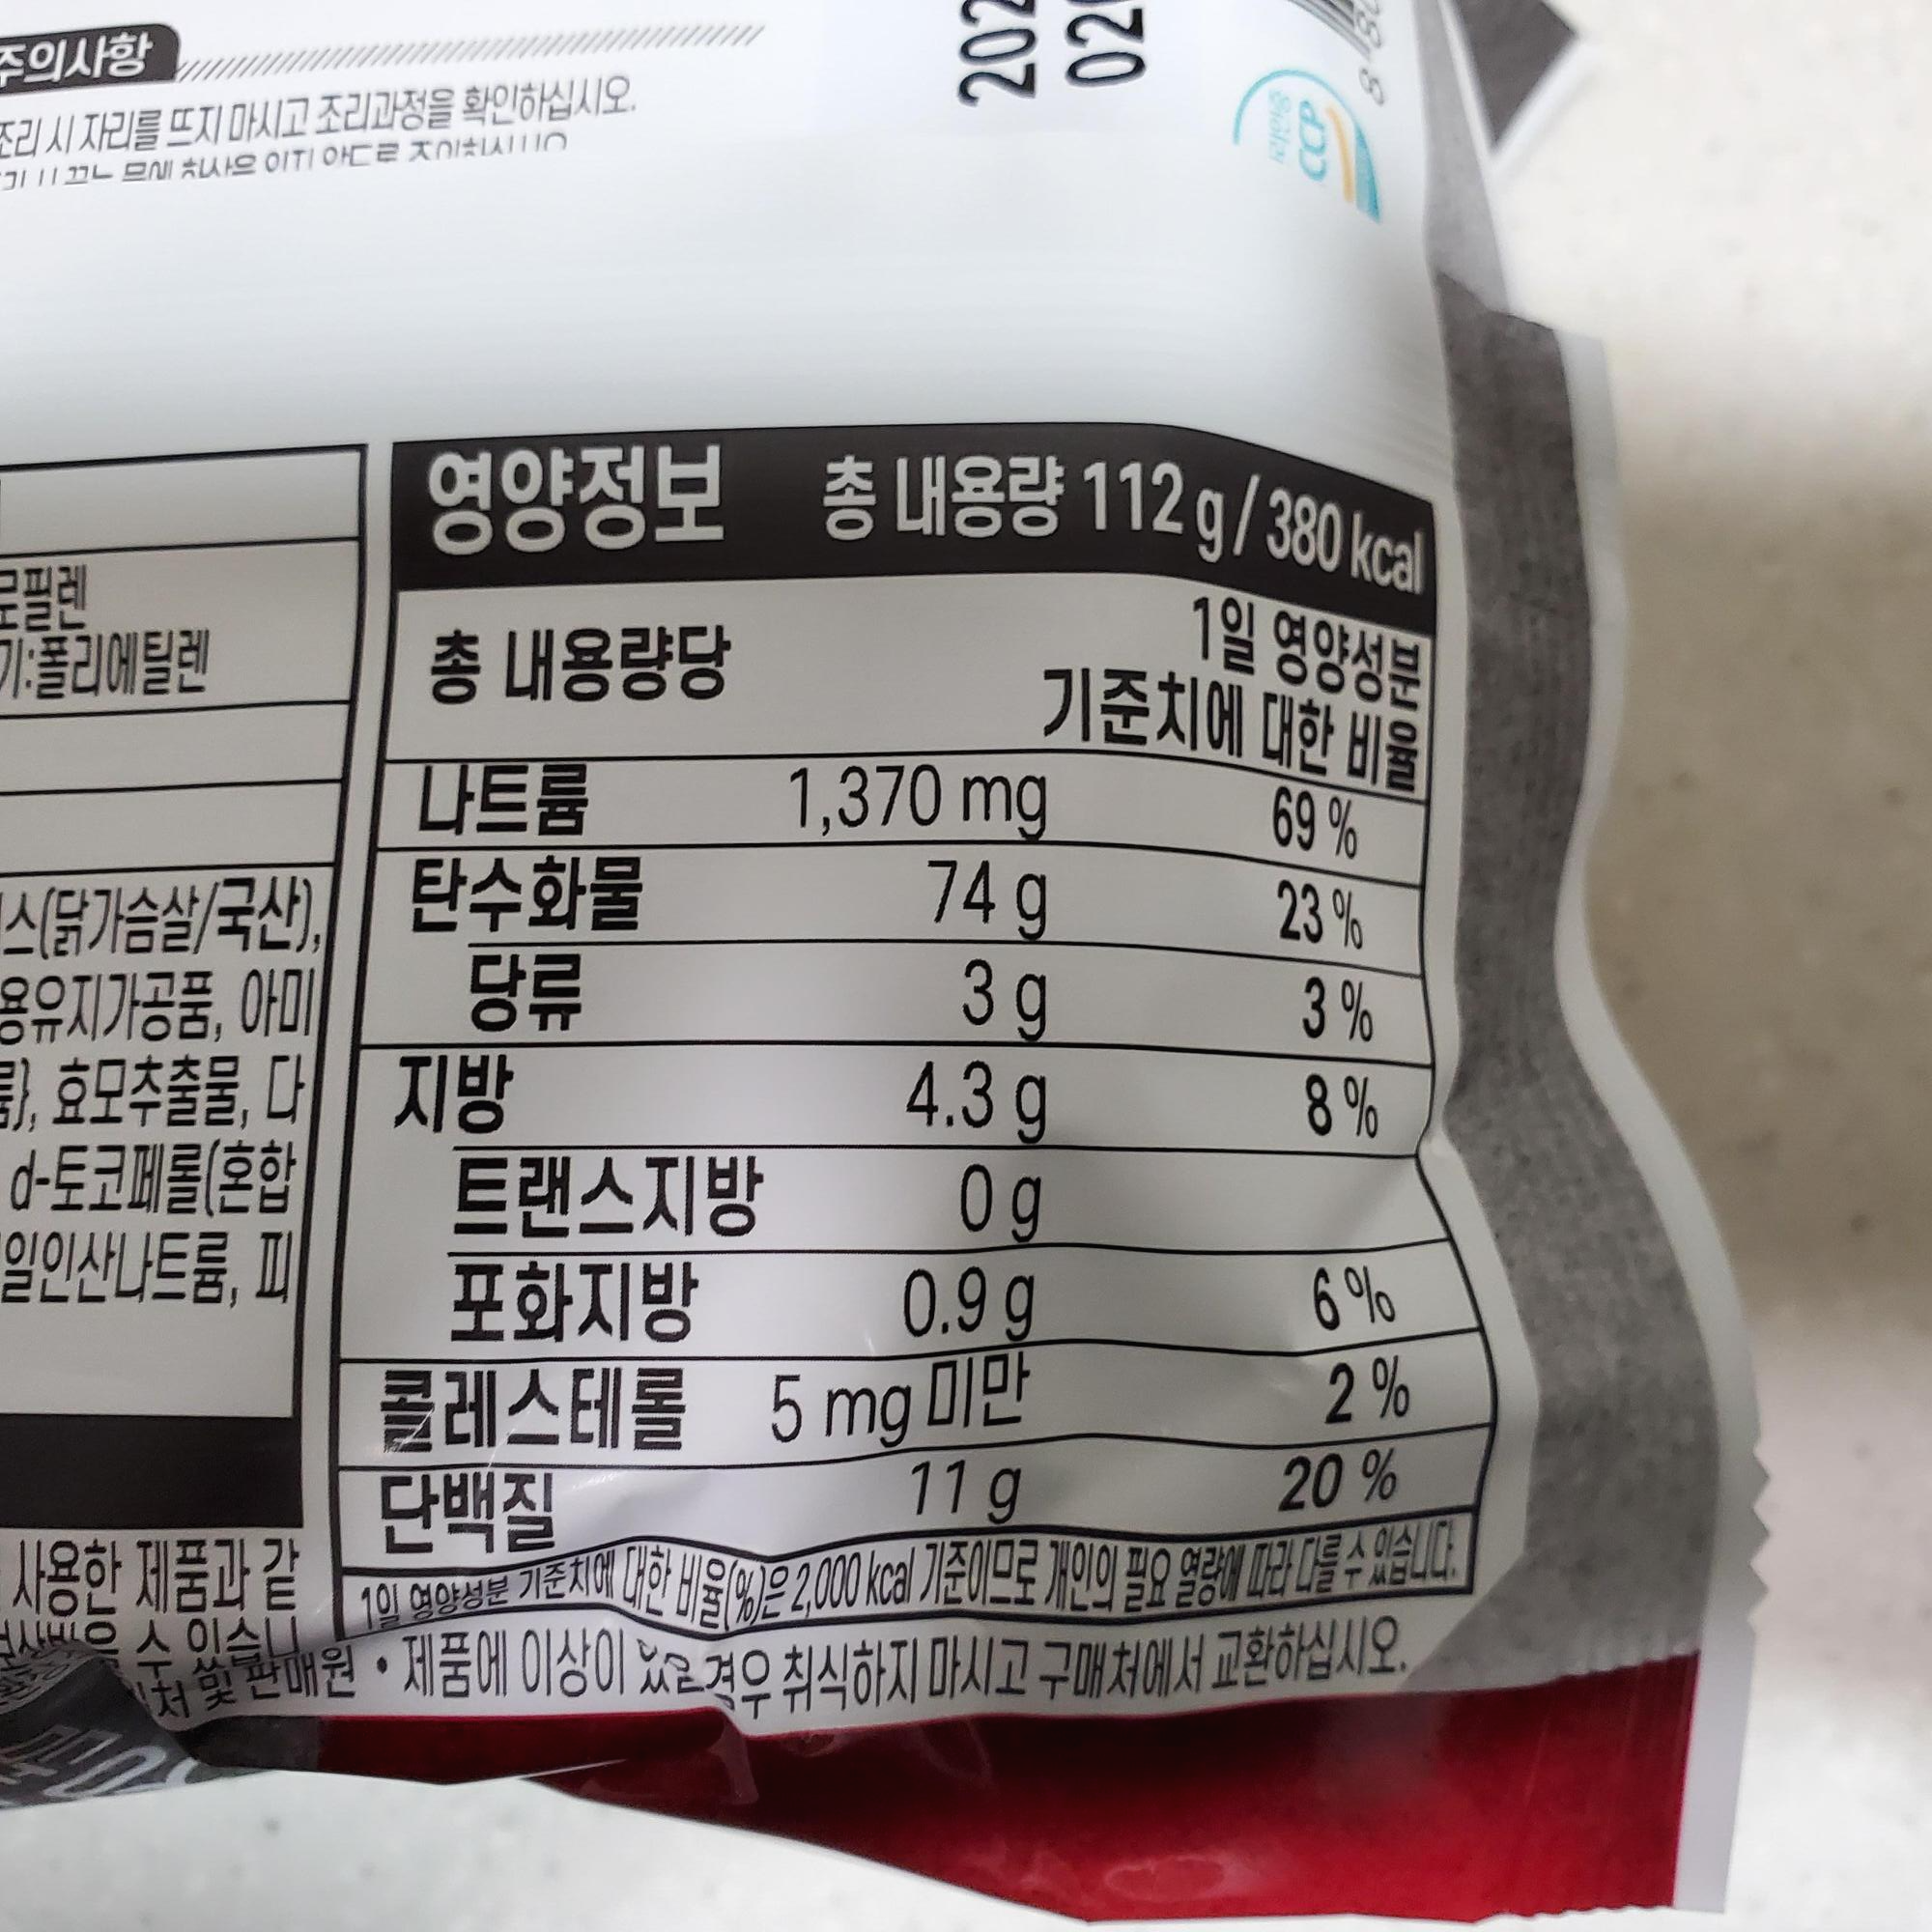 주의사항
조리 시 자리를 뜨지 마시고 조리과정을 확인하십시오.
202
020
CCP
영양정보 총 내용량 112 g / 380 kcal
총 내용량당 1일 영양성분
기준치에 대한 비율
나트륨 1,370 mg 69 %
탄수화물 74 g 23 %
당류 3 g 3 %
지방 4.3 g 8 %
트랜스지방 0 g
포화지방 0.9 g 6 %
콜레스테롤 5 mg 미만 2 %
단백질 11 g 20 %
1일 영양성분 기준치에 대한 비율(%)은 2,000 kcal 기준이므로 개인의 필요 열량에 따라 다를 수 있습니다.
로필렌
기:폴리에틸렌
스(닭가슴살/국산),
용유지가공품, 아미
륨}, 효모추출물, 다
d-토코페롤(혼합
일인산나트륨, 피
사용한 제품과 같
수 있습니
처 및 판매원 • 제품에 이상이 있을 경우 취식하지 마시고 구매처에서 교환하십시오.